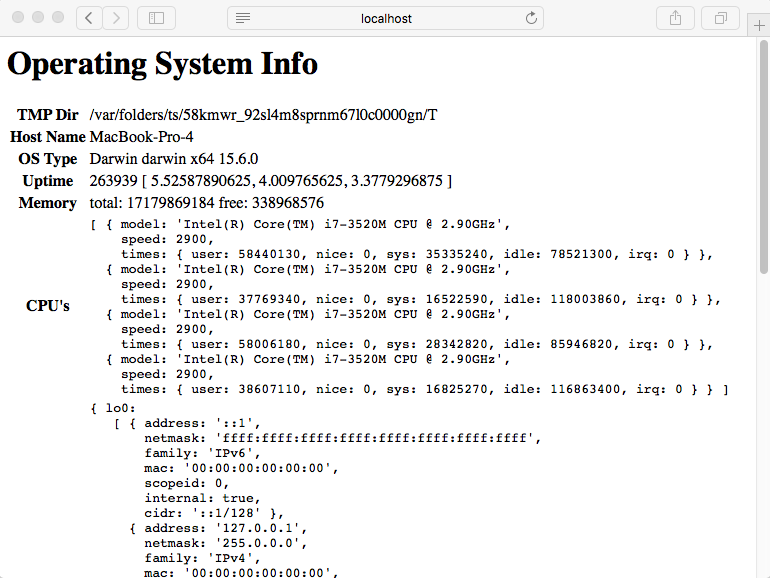 localhost
Operating System Info
TMP Dir /var/folders/ts/58kmwr_92sl4m8sprnm67l0c0000gn/T
Host Name MacBook-Pro-4
OS Type Darwin darwin x64 15.6.0
Uptime 263939 [ 5.52587890625, 4.009765625, 3.3779296875 ]
Memory total: 17179869184 free: 338968576
CPU's
[ { model: 'Intel(R) Core(TM) i7-3520M CPU @ 2.90GHz',
speed: 2900,
times: { user: 58440130, nice: 0, sys: 35335240, idle: 78521300, irq: 0 } },
{ model: 'Intel(R) Core(TM) i7-3520M CPU @ 2.90GHz',
speed: 2900,
times: { user: 37769340, nice: 0, sys: 16522590, idle: 118003860, irq: 0 } },
{ model: 'Intel(R) Core(TM) i7-3520M CPU @ 2.90GHz',
speed: 2900,
times: { user: 58006180, nice: 0, sys: 28342820, idle: 85946820, irq: 0 } },
{ model: 'Intel(R) Core(TM) i7-3520M CPU @ 2.90GHz',
speed: 2900,
times: { user: 38607110, nice: 0, sys: 16825270, idle: 116863400, irq: 0 } } ]
{ lo0:
[ { address: '::1',
netmask: 'ffff:ffff:ffff:ffff:ffff:ffff:ffff:ffff',
family: 'IPv6',
mac: '00:00:00:00:00:00',
scopeid: 0,
internal: true,
cidr: '::1/128' },
{ address: '127.0.0.1',
netmask: '255.0.0.0',
family: 'IPv4',
mac: '00:00:00:00:00:00',